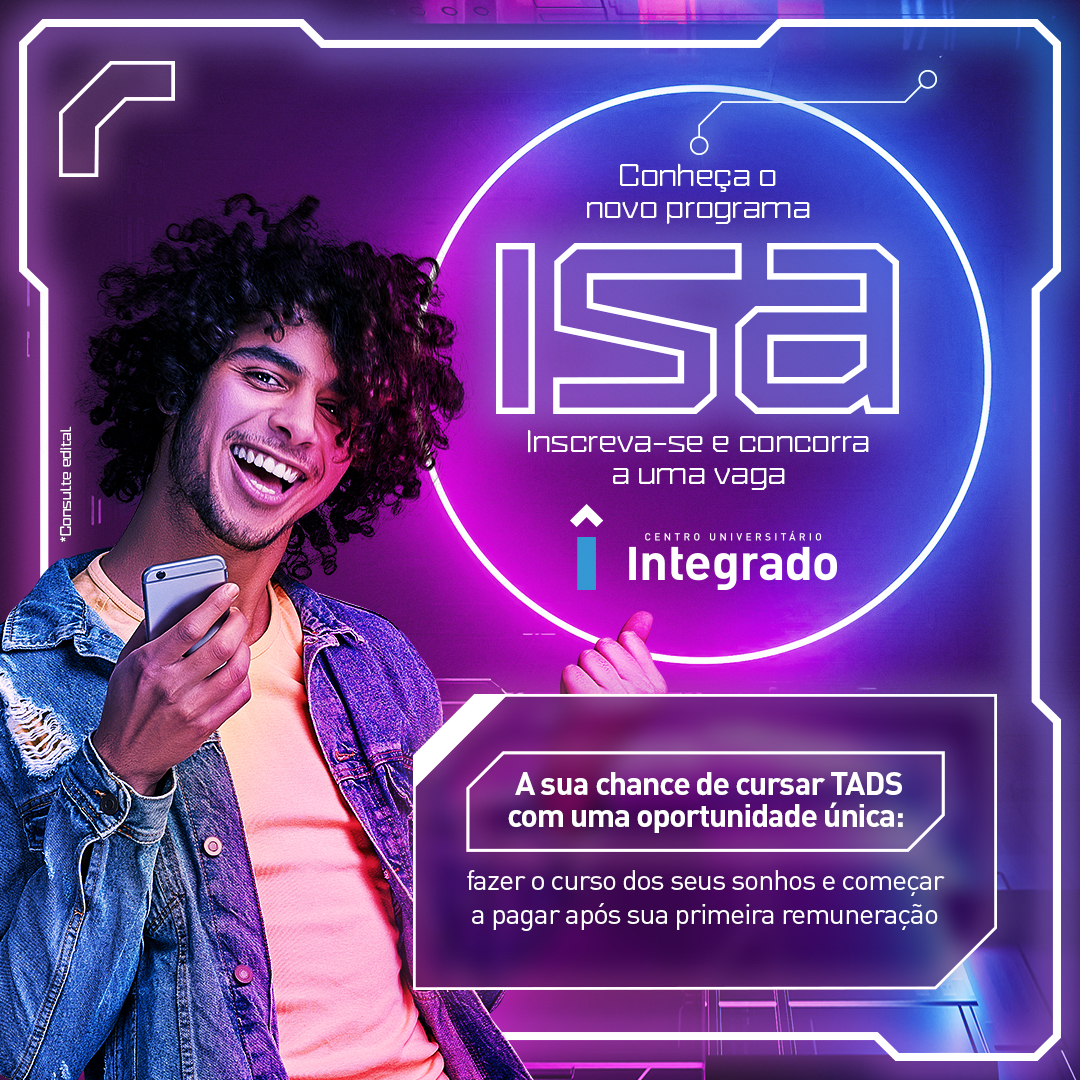 Conheça o
novo programa
ISA
Inscreva-se e concorra
a uma vaga
CENTRO UNIVERSITÁRIO
Integrado
*Consulte edital
A sua chance de cursar TADS
com uma oportunidade única:
fazer o curso dos seus sonhos e começar
a pagar após sua primeira remuneração